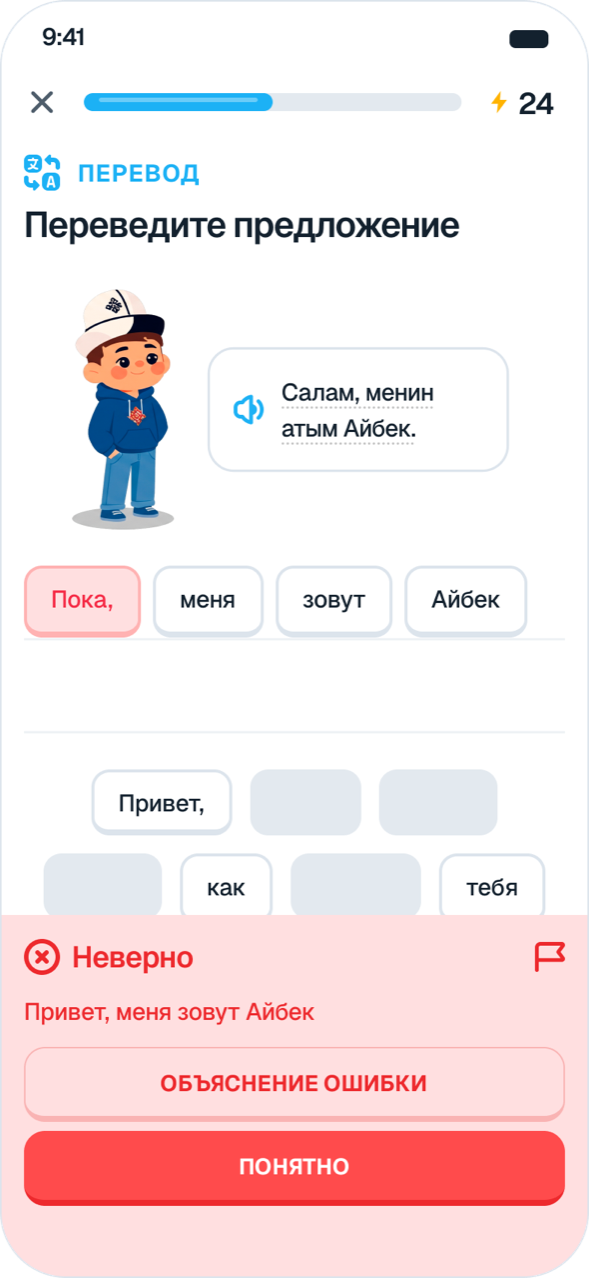 9:41
24
ПЕРЕВОД
Переведите предложение
Салам, менин
атым Айбек.
Пока, меня зовут Айбек
Привет,
как тебя
Неверно
Привет, меня зовут Айбек
ОБЪЯСНЕНИЕ ОШИБКИ
ПОНЯТНО